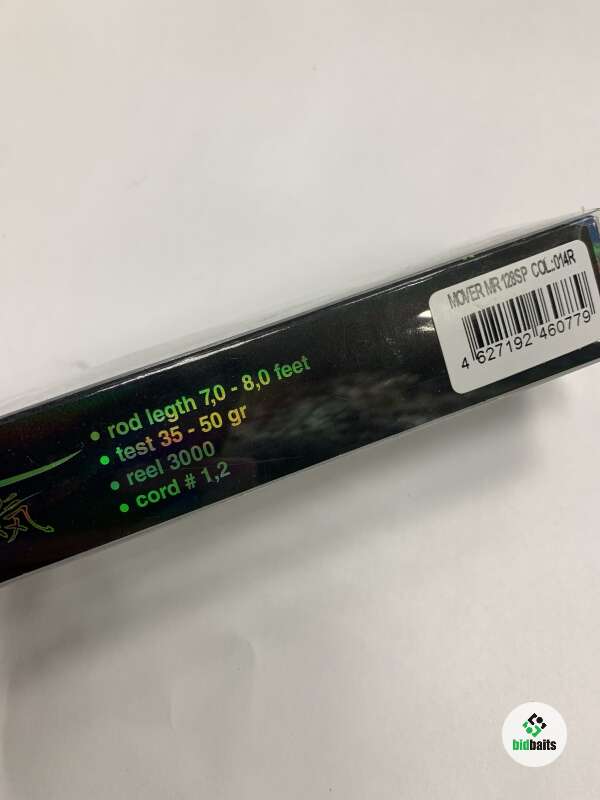 MOVER MR 128SP COL.:014R
4 627192 460779
• rod legth 7,0 - 8,0 feet
• test 35 - 50 gr
• reel 3000
• cord # 1,2
bidbaits